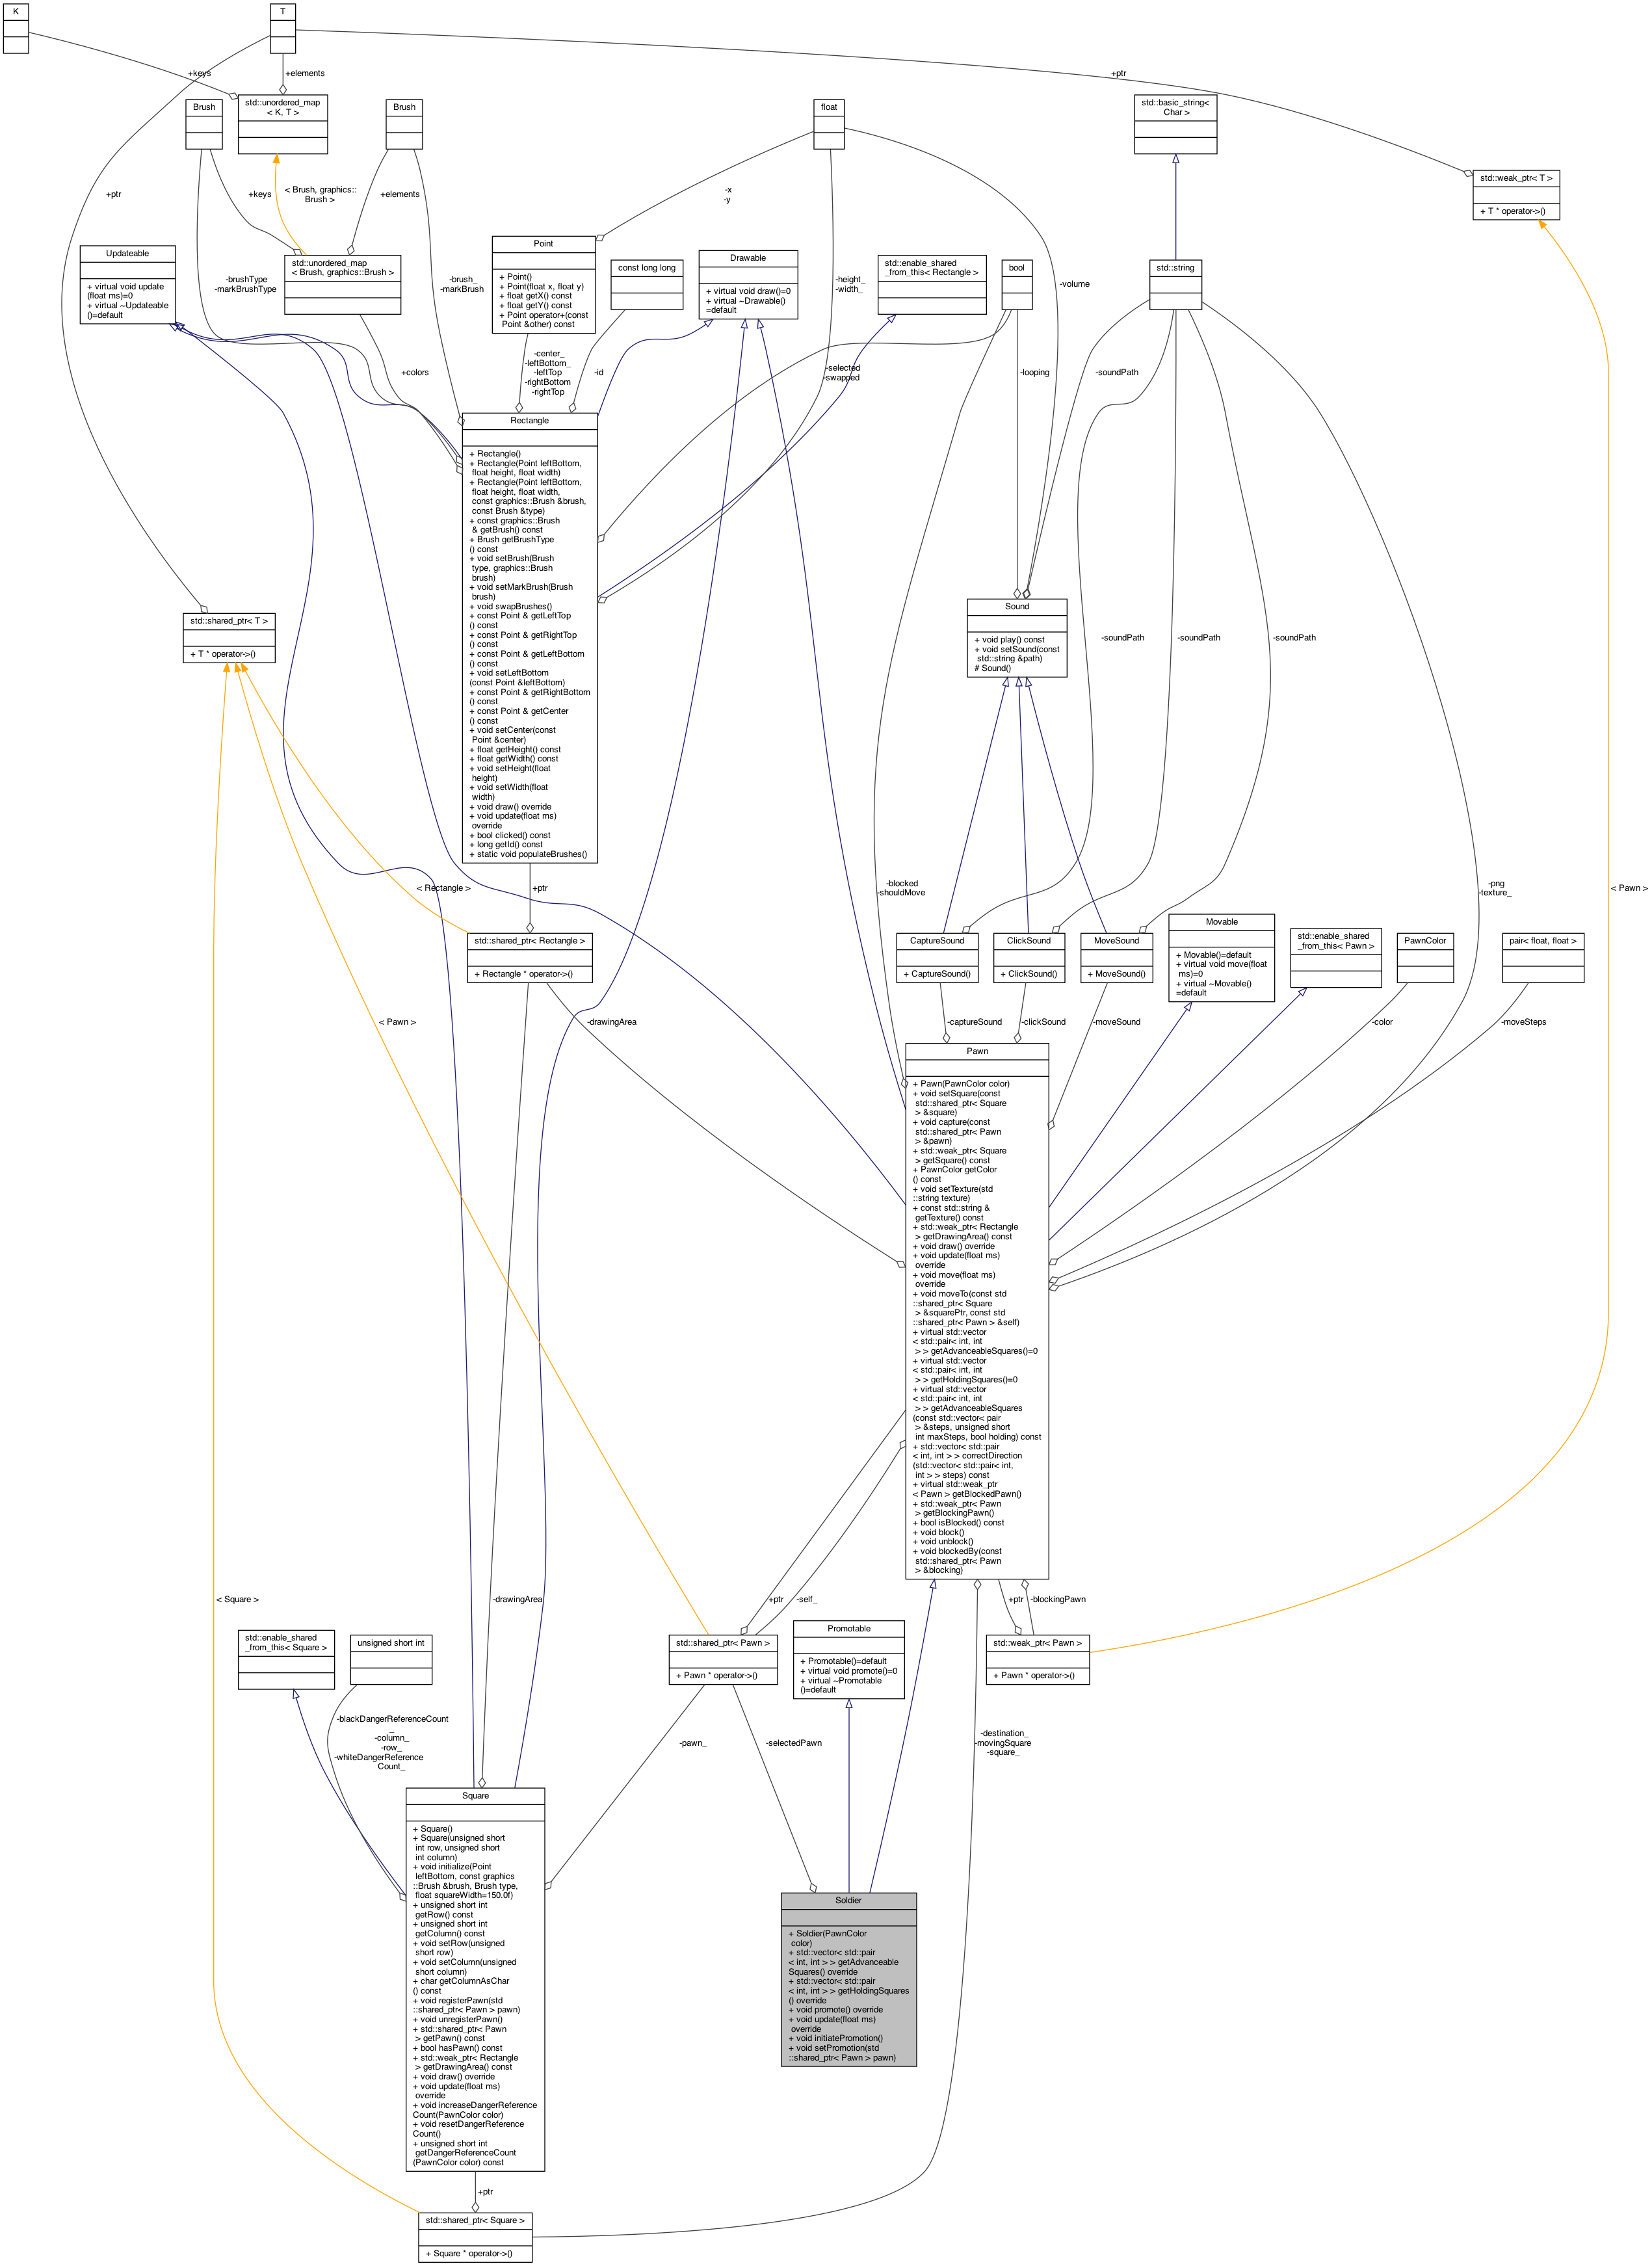 K
T
+keys
+elements
+ptr
std::unordered_map
< K, T >
Brush
Brush
float
std::basic_string<
Char >
std::weak_ptr< T >
+ T * operator->()
+ptr
+keys
< Brush, graphics::
Brush >
+elements
-x
-y
Updateable
+ virtual void update
(float ms)=0
+ virtual ~Updateable
()=default
std::unordered_map
< Brush, graphics::Brush >
-brushType
-markBrushType
-brush_
-markBrush
Point
+ Point()
+ Point(float x, float y)
+ float getX() const
+ float getY() const
+ Point operator+(const
Point &other) const
const long long
Drawable
+ virtual void draw()=0
+ virtual ~Drawable()
=default
-height_
-width_
std::enable_shared
_from_this< Rectangle >
bool
-volume
std::string
+colors
-center_
-leftBottom_
-leftTop
-rightBottom
-rightTop
-id
-selected
-swapped
-looping
-soundPath
Rectangle
+ Rectangle()
+ Rectangle(Point leftBottom,
float height, float width)
+ Rectangle(Point leftBottom,
float height, float width,
const graphics::Brush &brush,
const Brush &type)
+ const graphics::Brush
& getBrush() const
+ Brush getBrushType
() const
+ void setBrush(Brush
type, graphics::Brush
brush)
+ void setMarkBrush(Brush
brush)
+ void swapBrushes()
+ const Point & getLeftTop
() const
+ const Point & getRightTop
() const
+ const Point & getLeftBottom
() const
+ void setLeftBottom
(const Point &leftBottom)
+ const Point & getRightBottom
() const
+ const Point & getCenter
() const
+ void setCenter(const
Point &center)
+ float getHeight() const
+ float getWidth() const
+ void setHeight(float
height)
+ void setWidth(float
width)
+ void draw() override
+ void update(float ms)
override
+ bool clicked() const
+ long getId() const
+ static void populateBrushes()
std::shared_ptr< T >
+ T * operator->()
Sound
+ void play() const
+ void setSound(const
std::string &path)
# Sound()
-soundPath
-soundPath
-soundPath
< Rectangle >
+ptr
-blocked
-shouldMove
-png
-texture_
< Pawn >
std::shared_ptr< Rectangle >
+ Rectangle * operator->()
CaptureSound
+ CaptureSound()
ClickSound
+ ClickSound()
MoveSound
+ MoveSound()
Movable
+ Movable()=default
+ virtual void move(float
ms)=0
+ virtual ~Movable()
=default
std::enable_shared
_from_this< Pawn >
PawnColor
pair< float, float >
< Pawn >
-drawingArea
-captureSound
-clickSound
-moveSound
-color
-moveSteps
Pawn
+ Pawn(PawnColor color)
+ void setSquare(const
std::shared_ptr< Square
> &square)
+ void capture(const
std::shared_ptr< Pawn
> &pawn)
+ std::weak_ptr< Square
> getSquare() const
+ PawnColor getColor
() const
+ void setTexture(std
::string texture)
+ const std::string &
getTexture() const
+ std::weak_ptr< Rectangle
> getDrawingArea() const
+ void draw() override
+ void update(float ms)
override
+ void move(float ms)
override
+ void moveTo(const std
::shared_ptr< Square
> &squarePtr, const std
::shared_ptr< Pawn > &self)
+ virtual std::vector
< std::pair< int, int
> > getAdvanceableSquares()=0
+ virtual std::vector
< std::pair< int, int
> > getHoldingSquares()=0
+ virtual std::vector
< std::pair< int, int
> > getAdvanceableSquares
(const std::vector< pair
> &steps, unsigned short
int maxSteps, bool holding) const
+ std::vector< std::pair
< int, int > > correctDirection
(std::vector< std::pair< int,
int > > steps) const
+ virtual std::weak_ptr
< Pawn > getBlockedPawn()
+ std::weak_ptr< Pawn
> getBlockingPawn()
+ bool isBlocked() const
+ void block()
+ void unblock()
+ void blockedBy(const
std::shared_ptr< Pawn
> &blocking)
< Square >
-drawingArea
+ptr
-self_
+ptr
-blockingPawn
std::enable_shared
_from_this< Square >
unsigned short int
std::shared_ptr< Pawn >
+ Pawn * operator->()
Promotable
+ Promotable()=default
+ virtual void promote()=0
+ virtual ~Promotable
()=default
std::weak_ptr< Pawn >
+ Pawn * operator->()
-blackDangerReferenceCount
_
-column_
-row_
-whiteDangerReference
Count_
-pawn_
-selectedPawn
-destination_
-movingSquare
-square_
Square
+ Square()
+ Square(unsigned short
int row, unsigned short
int column)
+ void initialize(Point
leftBottom, const graphics
::Brush &brush, Brush type,
float squareWidth=150.0f)
+ unsigned short int
getRow() const
+ unsigned short int
getColumn() const
+ void setRow(unsigned
short row)
+ void setColumn(unsigned
short column)
+ char getColumnAsChar
() const
+ void registerPawn(std
::shared_ptr< Pawn > pawn)
+ void unregisterPawn()
+ std::shared_ptr< Pawn
> getPawn() const
+ bool hasPawn() const
+ std::weak_ptr< Rectangle
> getDrawingArea() const
+ void draw() override
+ void update(float ms)
override
+ void increaseDangerReference
Count(PawnColor color)
+ void resetDangerReference
Count()
+ unsigned short int
getDangerReferenceCount
(PawnColor color) const
Soldier
+ Soldier(PawnColor
color)
+ std::vector< std::pair
< int, int > > getAdvanceable
Squares() override
+ std::vector< std::pair
< int, int > > getHoldingSquares
() override
+ void promote() override
+ void update(float ms)
override
+ void initiatePromotion()
+ void setPromotion(std
::shared_ptr< Pawn > pawn)
+ptr
std::shared_ptr< Square >
+ Square * operator->()